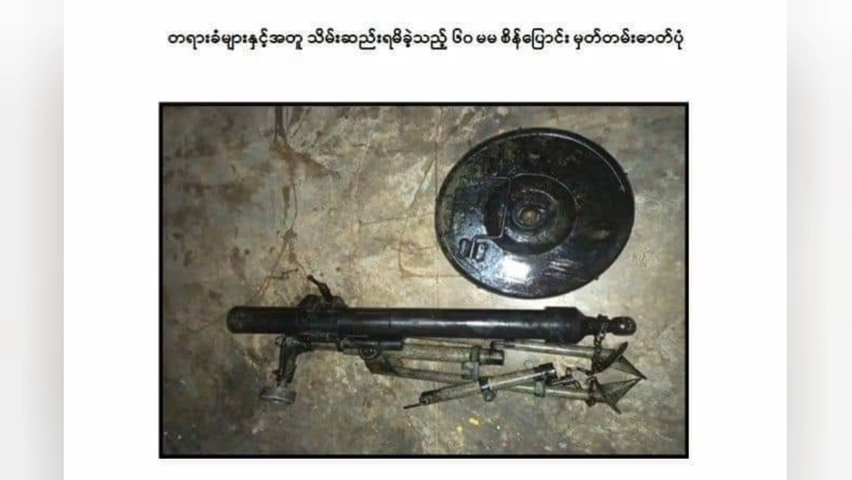 တရားခံများနှင့်အတူ သိမ်းဆည်းရမိခဲ့သည့် ၆၀ မမ စိန်ပြောင်း မှတ်တမ်းဓာတ်ပုံ